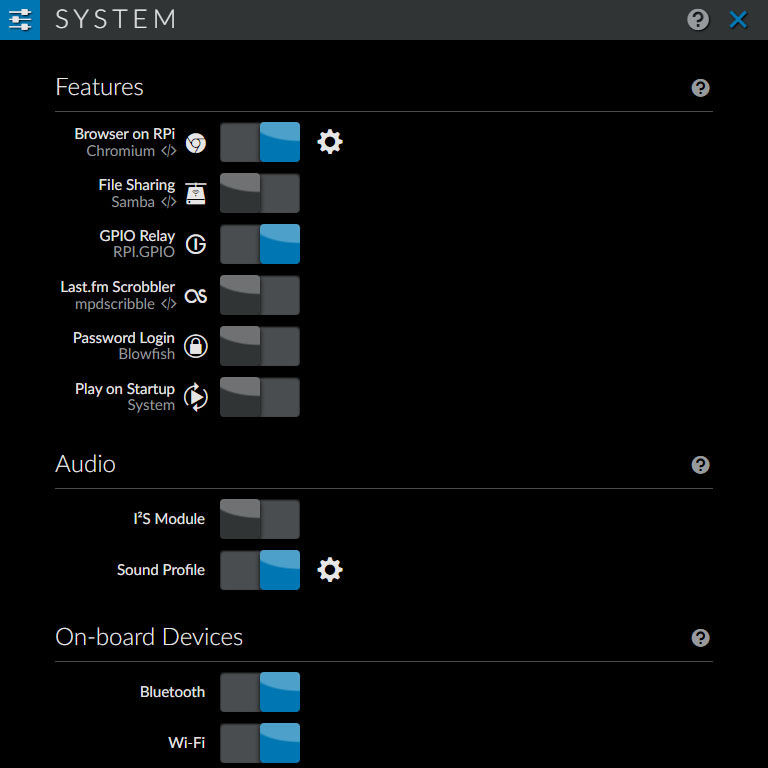 SYSTEM
Features
Browser on RPi
Chromium </>
File Sharing
Samba </>
GPIO Relay
RPI.GPIO
Last.fm Scrobbler
mpdscribble </>
Password Login
Blowfish
Play on Startup
System
Audio
I²S Module
Sound Profile
On-board Devices
Bluetooth
Wi-Fi